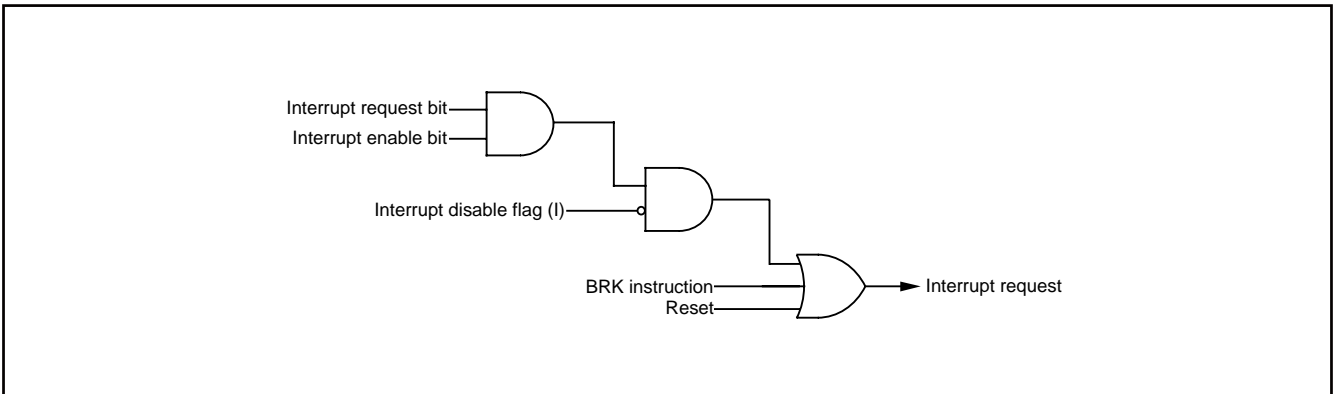 Interrupt request bit
Interrupt enable bit
Interrupt disable flag (I)
BRK instruction
Reset
Interrupt request